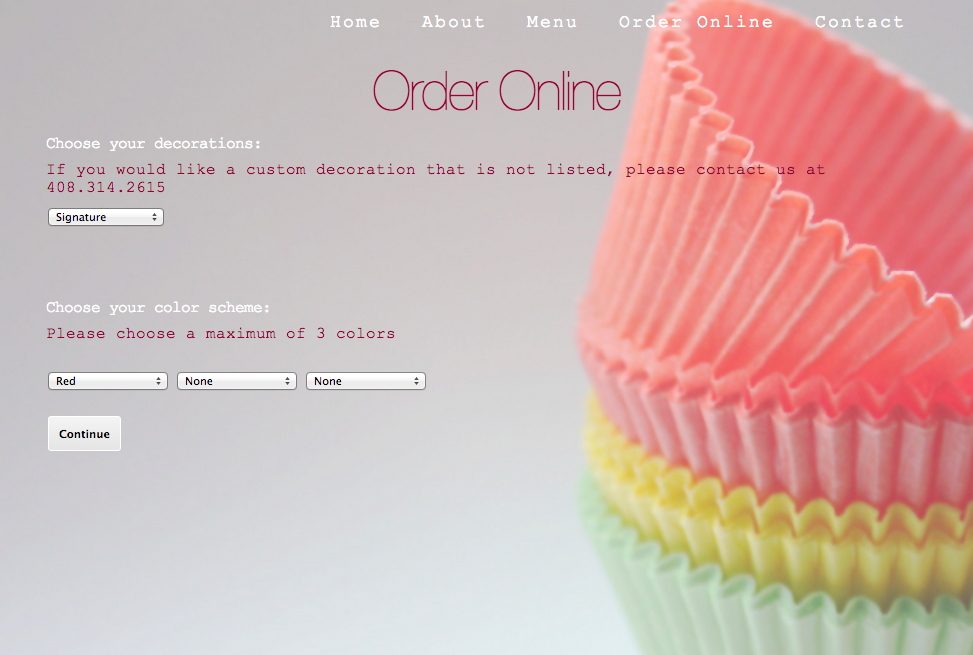 Home About Menu Order Online Contact
Order Online
Choose your decorations:
If you would like a custom decoration that is not listed, please contact us at
408.314.2615
Signature
Choose your color scheme:
Please choose a maximum of 3 colors
Red None None
Continue